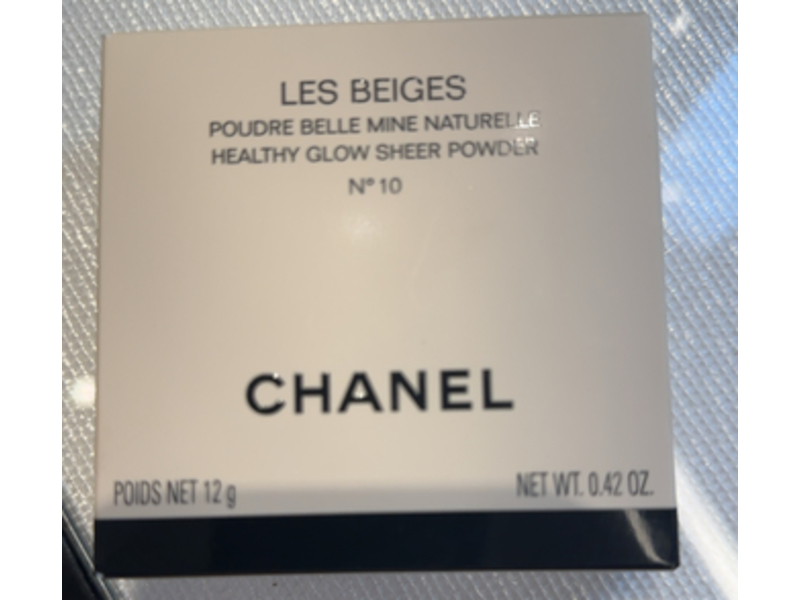 LES BEIGES
POUDRE BELLE MINE NATURELLE
HEALTHY GLOW SHEER POWDER
Nº 10
CHANEL
POIDS NET 12 g
NET WT. 0.42 OZ.